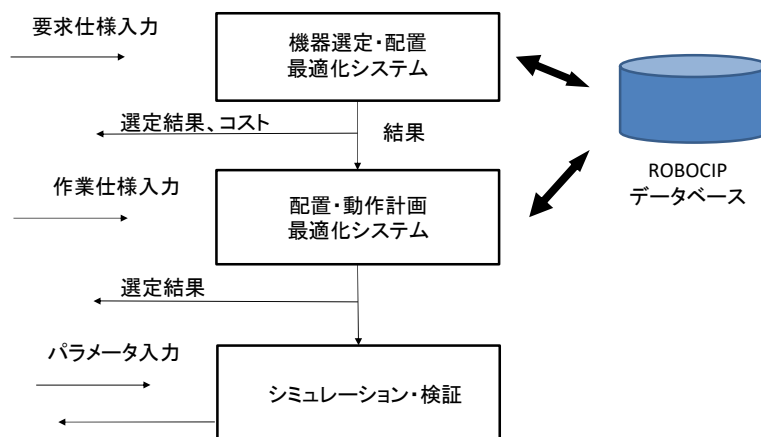 要求仕様入力
機器選定・配置
最適化システム
選定結果、コスト
結果
ROBOCIP
データベース
作業仕様入力
配置・動作計画
最適化システム
選定結果
パラメータ入力
シミュレーション・検証